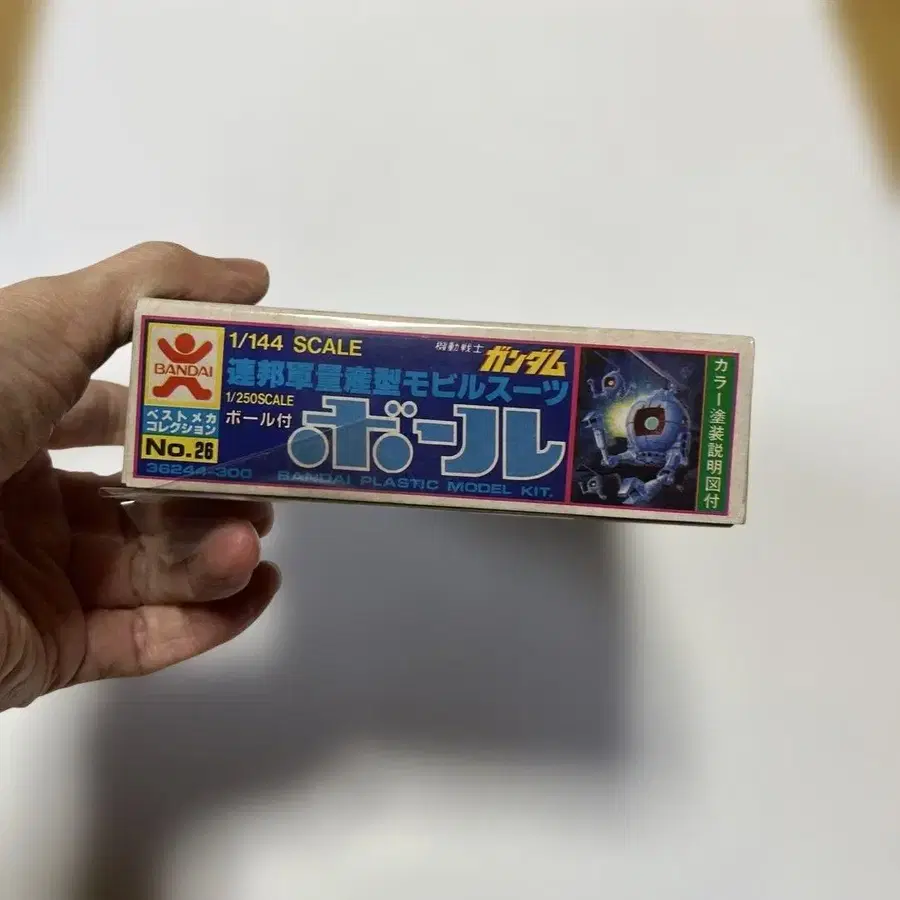 BANDAI
ベストメカ
コレクション
No.26
36244-300
1/144 SCALE
機動戦士
ガンダム
連邦軍量産型モビルスーツ
1/250SCALE
ボール付
ボール
BANDAI PLASTIC MODEL KIT.
カラー塗装説明図付